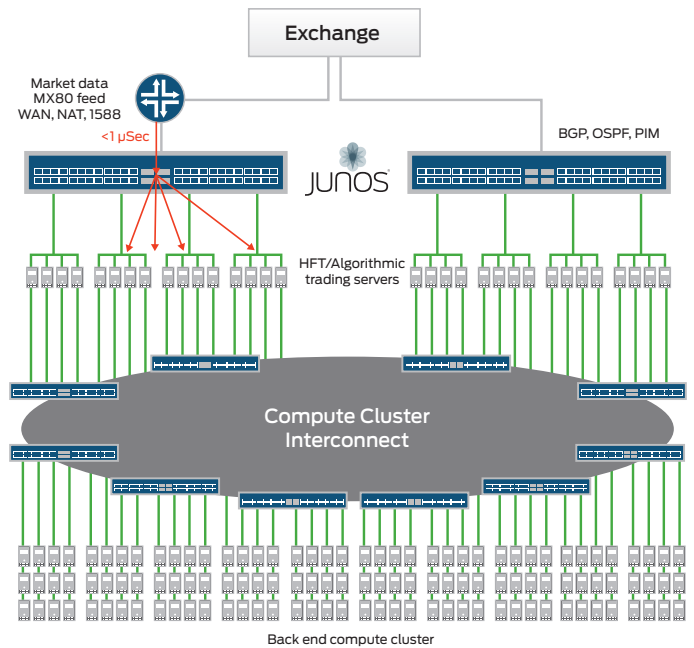 Exchange
Market data
MX80 feed
WAN, NAT, 1588
<1 µSec
BGP, OSPF, PIM
JUNOS
HFT/Algorithmic
trading servers
Compute Cluster
Interconnect
Back end compute cluster